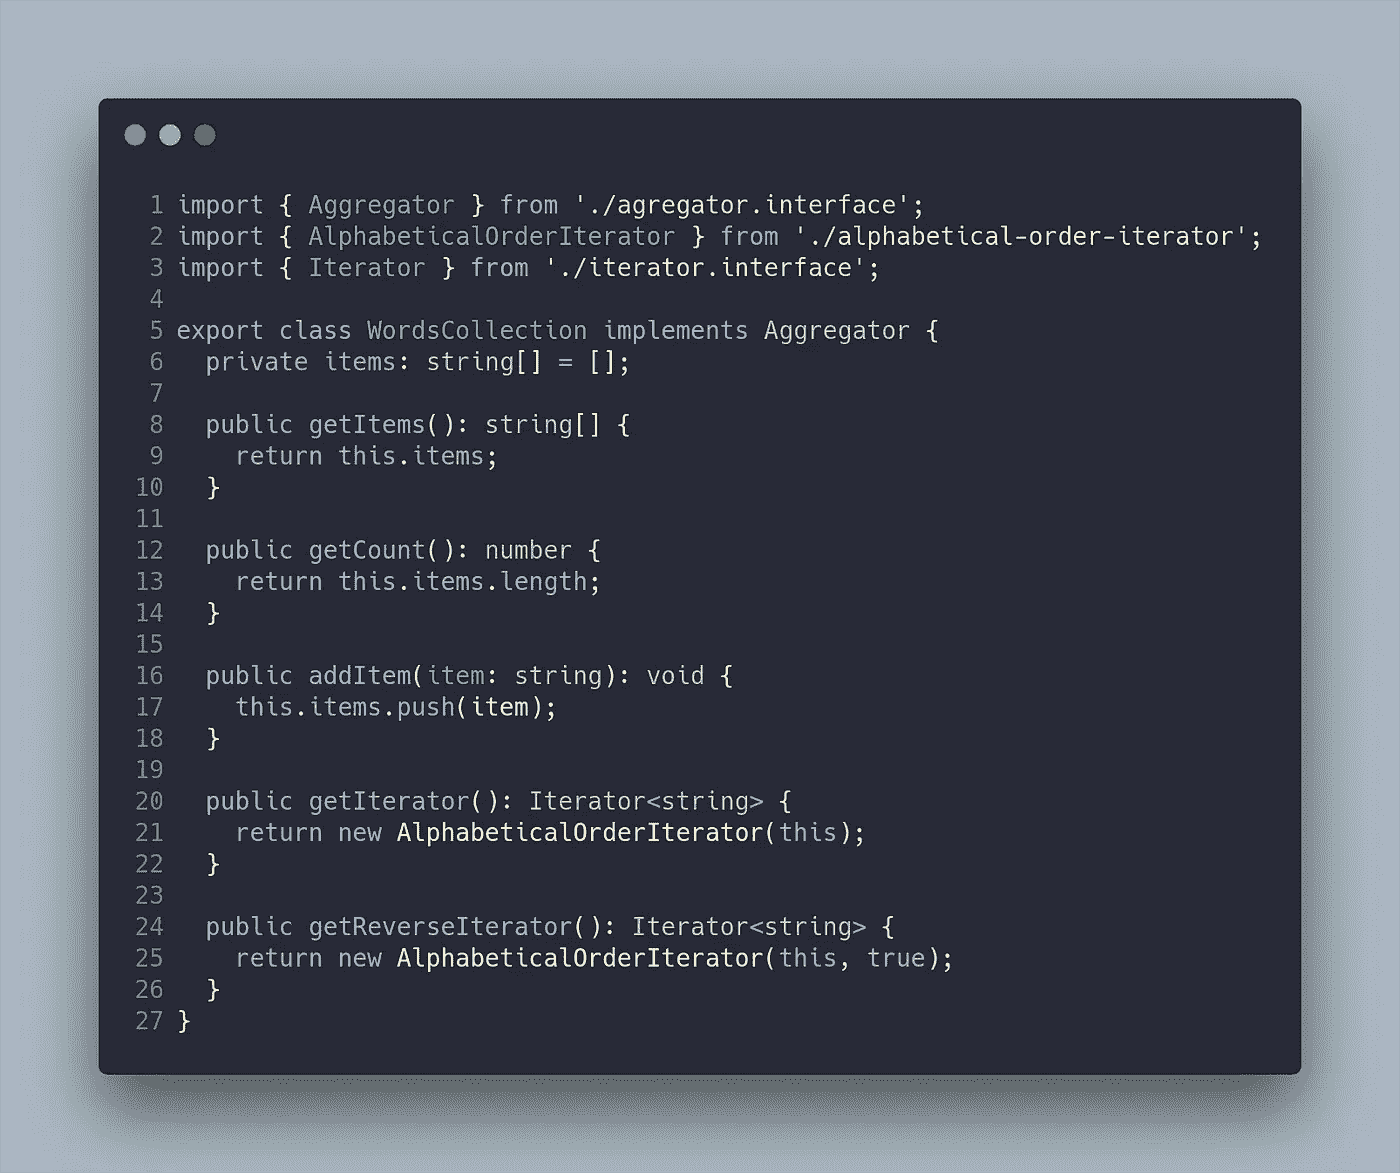 1 import { Aggregator } from './agregator.interface';
2 import { AlphabeticalOrderIterator } from './alphabetical-order-iterator';
3 import { Iterator } from './iterator.interface';
4
5 export class WordsCollection implements Aggregator {
6   private items: string[] = [];
7
8   public getItems(): string[] {
9     return this.items;
10   }
11
12   public getCount(): number {
13     return this.items.length;
14   }
15
16   public addItem(item: string): void {
17     this.items.push(item);
18   }
19
20   public getIterator(): Iterator<string> {
21     return new AlphabeticalOrderIterator(this);
22   }
23
24   public getReverseIterator(): Iterator<string> {
25     return new AlphabeticalOrderIterator(this, true);
26   }
27 }